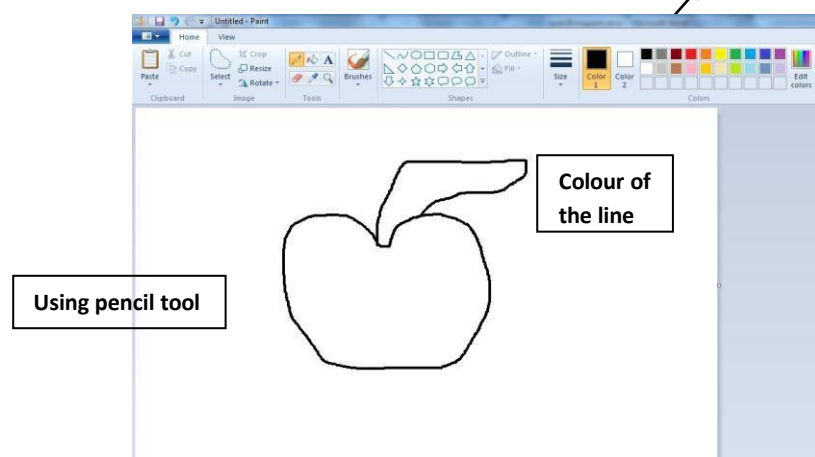 Untitled - Paint
Home View
Paste
Cut
Copy
Clipboard
Select
Crop
Resize
Rotate
Image
A
Tools
Brushes
Shapes
Outline
Fill
Size
Color
1
Color
2
Edit
colors
Colors
Colour of
the line
Using pencil tool